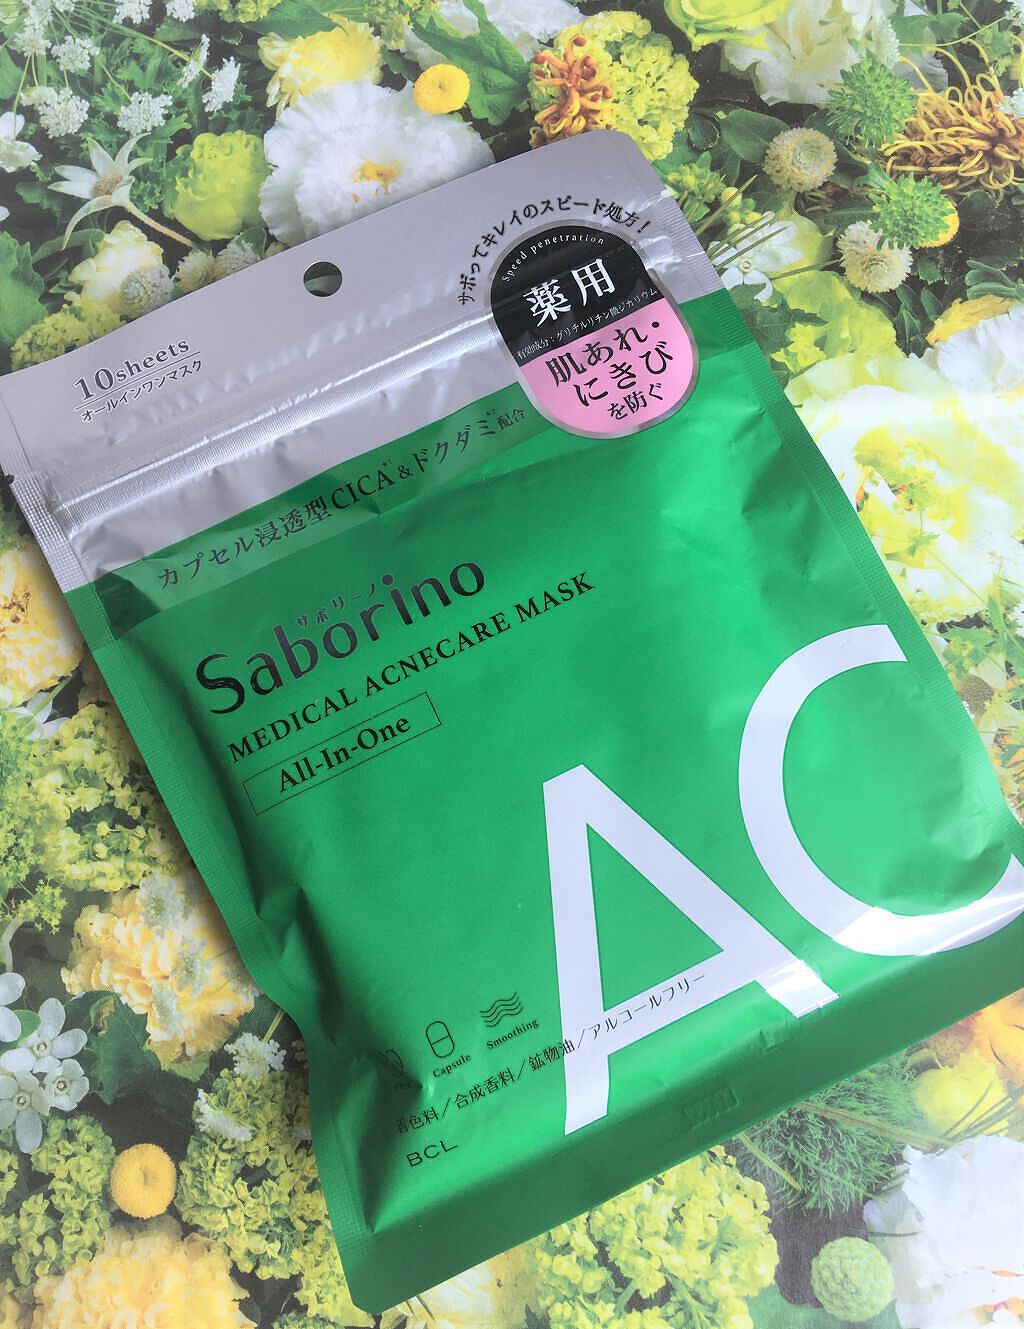 サボってキレイのスピード処方!
Speed penetration
薬用
有効成分:グリチルリチン酸ジカリウム
肌あれ・
にきび
を防ぐ
10sheets
オールインワンマスク
カプセル浸透型CICA*1&ドクダミ*2配合
サボリーノ
Saborino
MEDICAL ACNECARE MASK
All-In-One
AC
Cica
Capsule
Smoothing
着色料/合成香料/鉱物油/アルコールフリー
BCL